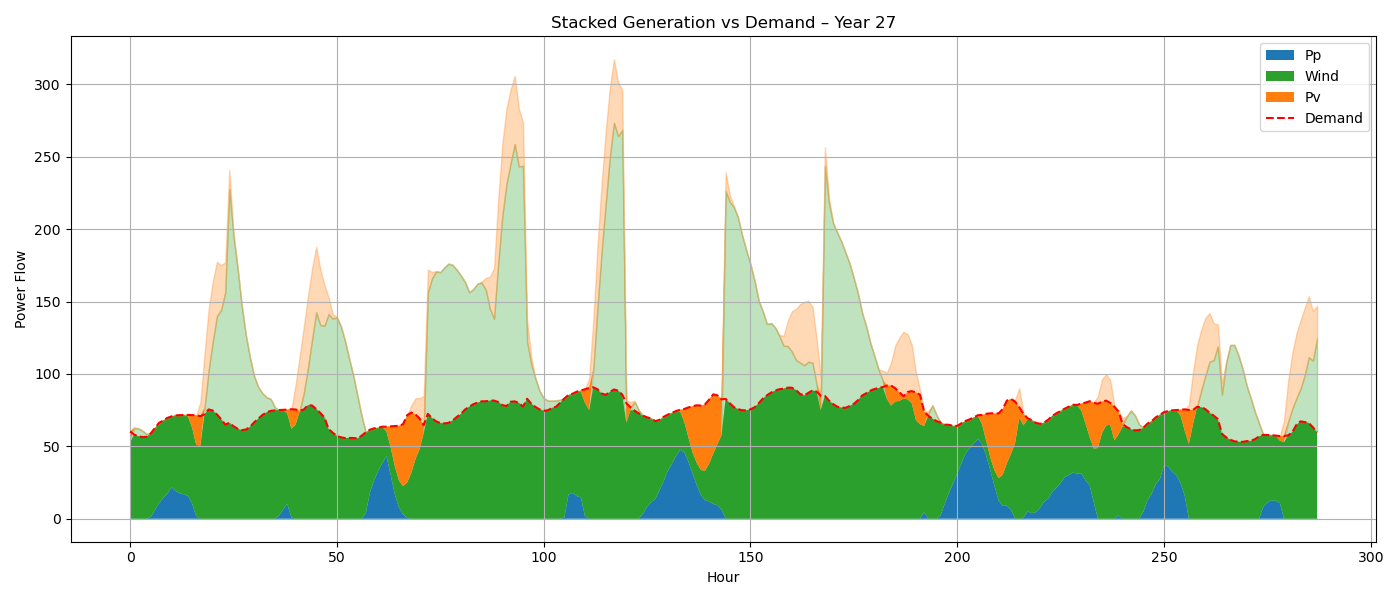 Stacked Generation vs Demand – Year 27
Power Flow
300
250
200
150
100
50
0
Pp
Wind
Pv
Demand
0 50 100 150 200 250 300
Hour